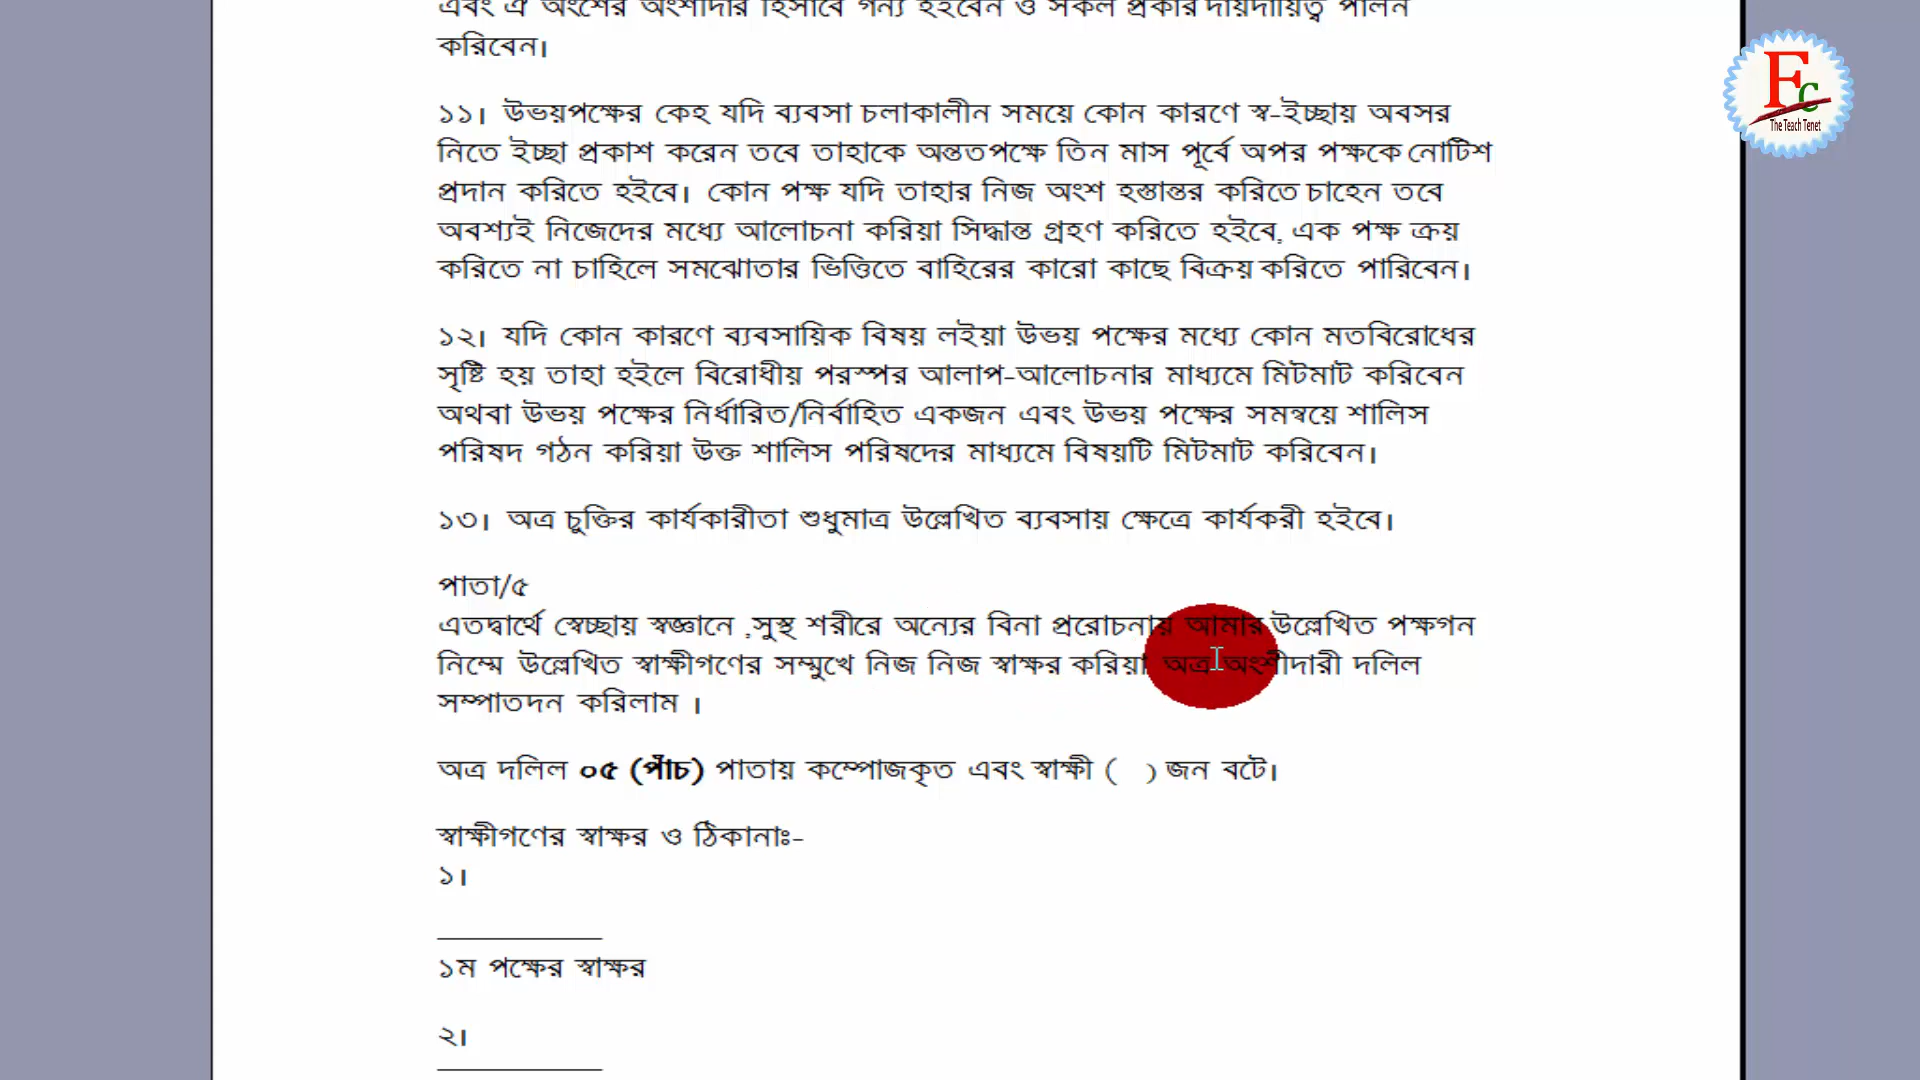 এবং ঐ অংশের অংশীদার হিসাবে গন্য হইবেন ও সকল প্রকার দায়দায়িত্ব পালন
করিবেন।
১১। উভয়পক্ষের কেহ যদি ব্যবসা চলাকালীন সময়ে কোন কারণে স্ব-ইচ্ছায় অবসর
নিতে ইচ্ছা প্রকাশ করেন তবে তাহাকে অন্ততপক্ষে তিন মাস পূর্বে অপর পক্ষকে নোটিশ
প্রদান করিতে হইবে। কোন পক্ষ যদি তাহার নিজ অংশ হস্তান্তর করিতে চাহেন তবে
অবশ্যই নিজেদের মধ্যে আলোচনা করিয়া সিদ্ধান্ত গ্রহণ করিতে হইবে, এক পক্ষ ক্রয়
করিতে না চাহিলে সমঝোতার ভিত্তিতে বাহিরের কারো কাছে বিক্রয় করিতে পারিবেন।
১২। যদি কোন কারণে ব্যবসায়িক বিষয় লইয়া উভয় পক্ষের মধ্যে কোন মতবিরোধের
সৃষ্টি হয় তাহা হইলে বিরোধীয় পরস্পর আলাপ-আলোচনার মাধ্যমে মিটমাট করিবেন
অথবা উভয় পক্ষের নির্ধারিত/নির্বাহিত একজন এবং উভয় পক্ষের সমন্বয়ে শালিস
পরিষদ গঠন করিয়া উক্ত শালিস পরিষদের মাধ্যমে বিষয়টি মিটমাট করিবেন।
১৩। অত্র চুক্তির কার্যকারীতা শুধুমাত্র উল্লেখিত ব্যবসায় ক্ষেত্রে কার্যকরী হইবে।
পাতা/৫
এতদ্বার্থে স্বেচ্ছায় স্বজ্ঞানে ,সুস্থ শরীরে অন্যের বিনা প্ররোচনায় আমার উল্লেখিত পক্ষগন
নিম্মে উল্লেখিত স্বাক্ষীগণের সম্মুখে নিজ নিজ স্বাক্ষর করিয়া অত্র অংশীদারী দলিল
সম্পাতদন করিলাম ।
অত্র দলিল ০৫ (পাঁচ) পাতায় কম্পোজকৃত এবং স্বাক্ষী ( ) জন বটে।
স্বাক্ষীগণের স্বাক্ষর ও ঠিকানাঃ-
১।
১ম পক্ষের স্বাক্ষর
২।
Fc
The Teach Tenet